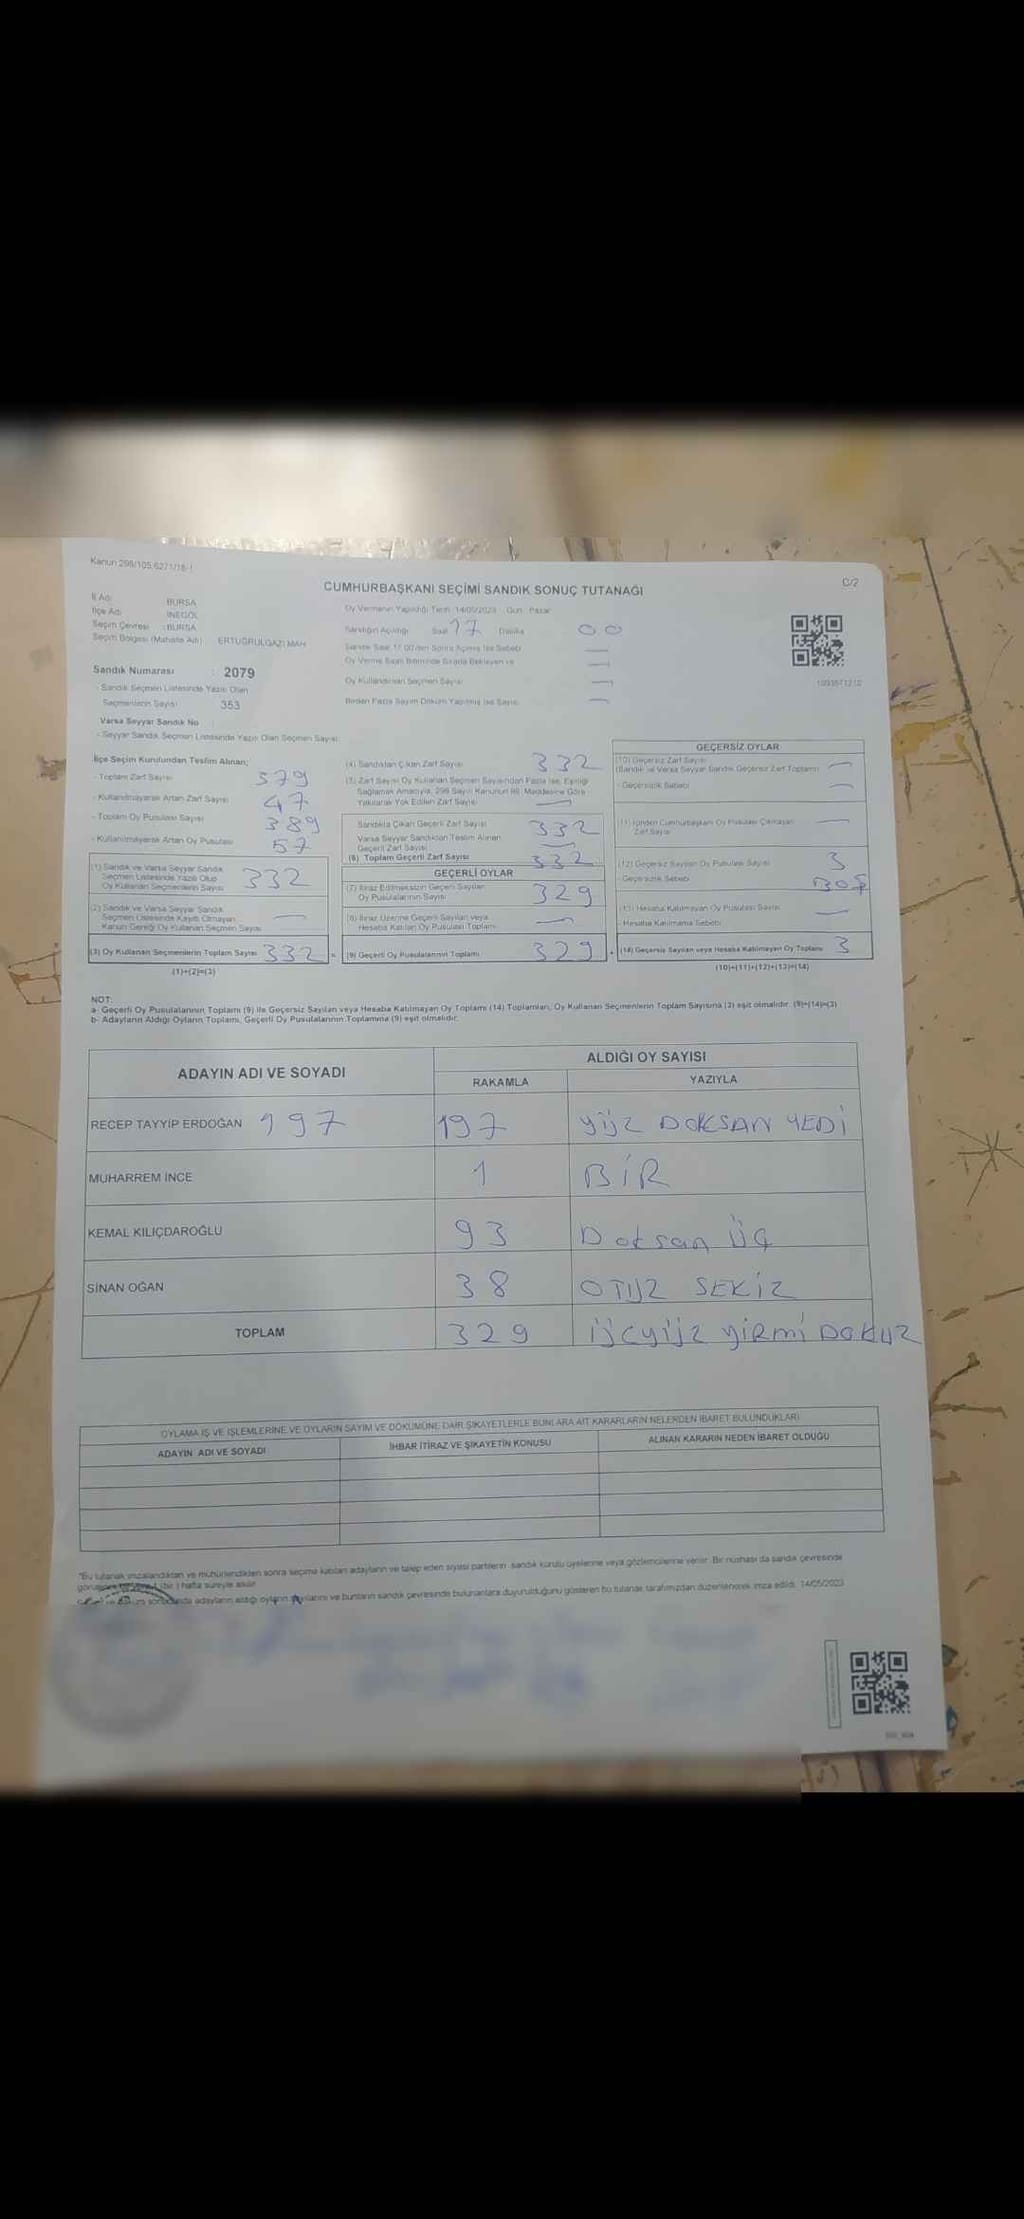 Kanun 298/105,6271/18-1
CUMHURBAŞKANI SEÇİMİ SANDIK SONUÇ TUTANAĞI
C/2
İl Adı : BURSA
İlçe Adı : İNEGÖL
Seçim Çevresi : BURSA
Seçim Bölgesi (Mahalle Adı) ERTUĞRULGAZİ MAH
Sandık Numarası : 2079
- Sandık Seçmen Listesinde Yazılı Olan
Seçmenlerin Sayısı 353
Varsa Seyyar Sandık No
- Seyyar Sandık Seçmen Listesinde Yazılı Olan Seçmen Sayısı:
Oy Vermenin Yapıldığı Tarih :14/05/2023 Gün : Pazar
Sandığın Açıldığı Saat 17 Dakika 00
Sandık Saat 17.00'den Sonra Açılmış İse Sebebi —
Oy Verme Saati Bitiminde Sırada Bekleyen ve
Oy Kullandırılan Seçmen Sayısı —
Birden Fazla Sayım Döküm Yapılmış İse Sayısı —
İlçe Seçim Kurulundan Teslim Alınan;
- Toplam Zarf Sayısı 379
- Kullanılmayarak Artan Zarf Sayısı 47
- Toplam Oy Pusulası Sayısı 389
- Kullanılmayarak Artan Oy Pusulası 57
(1) Sandık ve Varsa Seyyar Sandık
Seçmen Listesinde Yazılı Olup
Oy Kullanan Seçmenlerin Sayısı 332
(2) Sandık ve Varsa Seyyar Sandık
Seçmen Listesinde Kayıtlı Olmayan
Kanun Gereği Oy Kullanan Seçmen Sayısı —
(3) Oy Kullanan Seçmenlerin Toplam Sayısı 332
(1)+(2)=(3)
(4) Sandıktan Çıkan Zarf Sayısı 332
(5) Zarf Sayısı Oy Kullanan Seçmen Sayısından Fazla İse, Eşitliği
Sağlamak Amacıyla, 298 Sayılı Kanunun 98. Maddesine Göre
Yakılarak Yok Edilen Zarf Sayısı —
Sandıkta Çıkan Geçerli Zarf Sayısı 332
Varsa Seyyar Sandıktan Teslim Alınan
Geçerli Zarf Sayısı —
(6) Toplam Geçerli Zarf Sayısı 332
GEÇERLİ OYLAR
(7) İtiraz Edilmeksizin Geçerli Sayılan
Oy Pusulalarının Sayısı 329
(8) İtiraz Üzerine Geçerli Sayılan veya
Hesaba Katılan Oy Pusulası Toplamı —
(9) Geçerli Oy Pusulalarının Toplamı 329
GEÇERSİZ OYLAR
(10) Geçersiz Zarf Sayısı
(Sandık ve Varsa Seyyar Sandık Geçersiz Zarf Toplamı) —
- Geçersizlik Sebebi —
(11) İçinden Cumhurbaşkanı Oy Pusulası Çıkmayan
Zarf Sayısı —
(12) Geçersiz Sayılan Oy Pusulası Sayısı 3
- Geçersizlik Sebebi BOŞ
(13) Hesaba Katılmayan Oy Pusulası Sayısı —
- Hesaba Katılmama Sebebi
(14) Geçersiz Sayılan veya Hesaba Katılmayan Oy Toplamı 3
(10)+(11)+(12)+(13)=(14)
NOT:
a- Geçerli Oy Pusulalarının Toplamı (9) ile Geçersiz Sayılan veya Hesaba Katılmayan Oy Toplamı (14) Toplamları, Oy Kullanan Seçmenlerin Toplam Sayısına (3) eşit olmalıdır. (9)+(14)=(3)
b- Adayların Aldığı Oyların Toplamı, Geçerli Oy Pusulalarının Toplamına (9) eşit olmalıdır.
ADAYIN ADI VE SOYADI
ALDIĞI OY SAYISI
RAKAMLA YAZIYLA
RECEP TAYYİP ERDOĞAN 197 197 YÜZ DOKSAN YEDİ
MUHARREM İNCE 1 BİR
KEMAL KILIÇDAROĞLU 93 Doksan ÜÇ
SİNAN OĞAN 38 OTUZ SEKİZ
TOPLAM 329 ÜÇYÜZ YİRMİ DOKUZ
OYLAMA İŞ VE İŞLEMLERİNE VE OYLARIN SAYIM VE DÖKÜMÜNE DAİR ŞİKAYETLERLE BUNLARA AİT KARARLARIN NELERDEN İBARET BULUNDUKLARI
ADAYIN ADI VE SOYADI İHBAR İTİRAZ VE ŞİKAYETİN KONUSU ALINAN KARARIN NEDEN İBARET OLDUĞU
"Bu tutanak imzalandıktan ve mühürlendikten sonra seçime katılan adayların ve talep eden siyasi partilerin sandık kurulu üyelerine veya gözlemcilerine verilir. Bir nüshası da sandık çevresinde
1 (bir) hafta süreyle asılır.
adayların aldığı oyların sayılarını ve bunların sandık çevresinde bulunanlara duyurulduğunu gösteren bu tutanak tarafımızdan düzenlenerek imza edildi. 14/05/2023